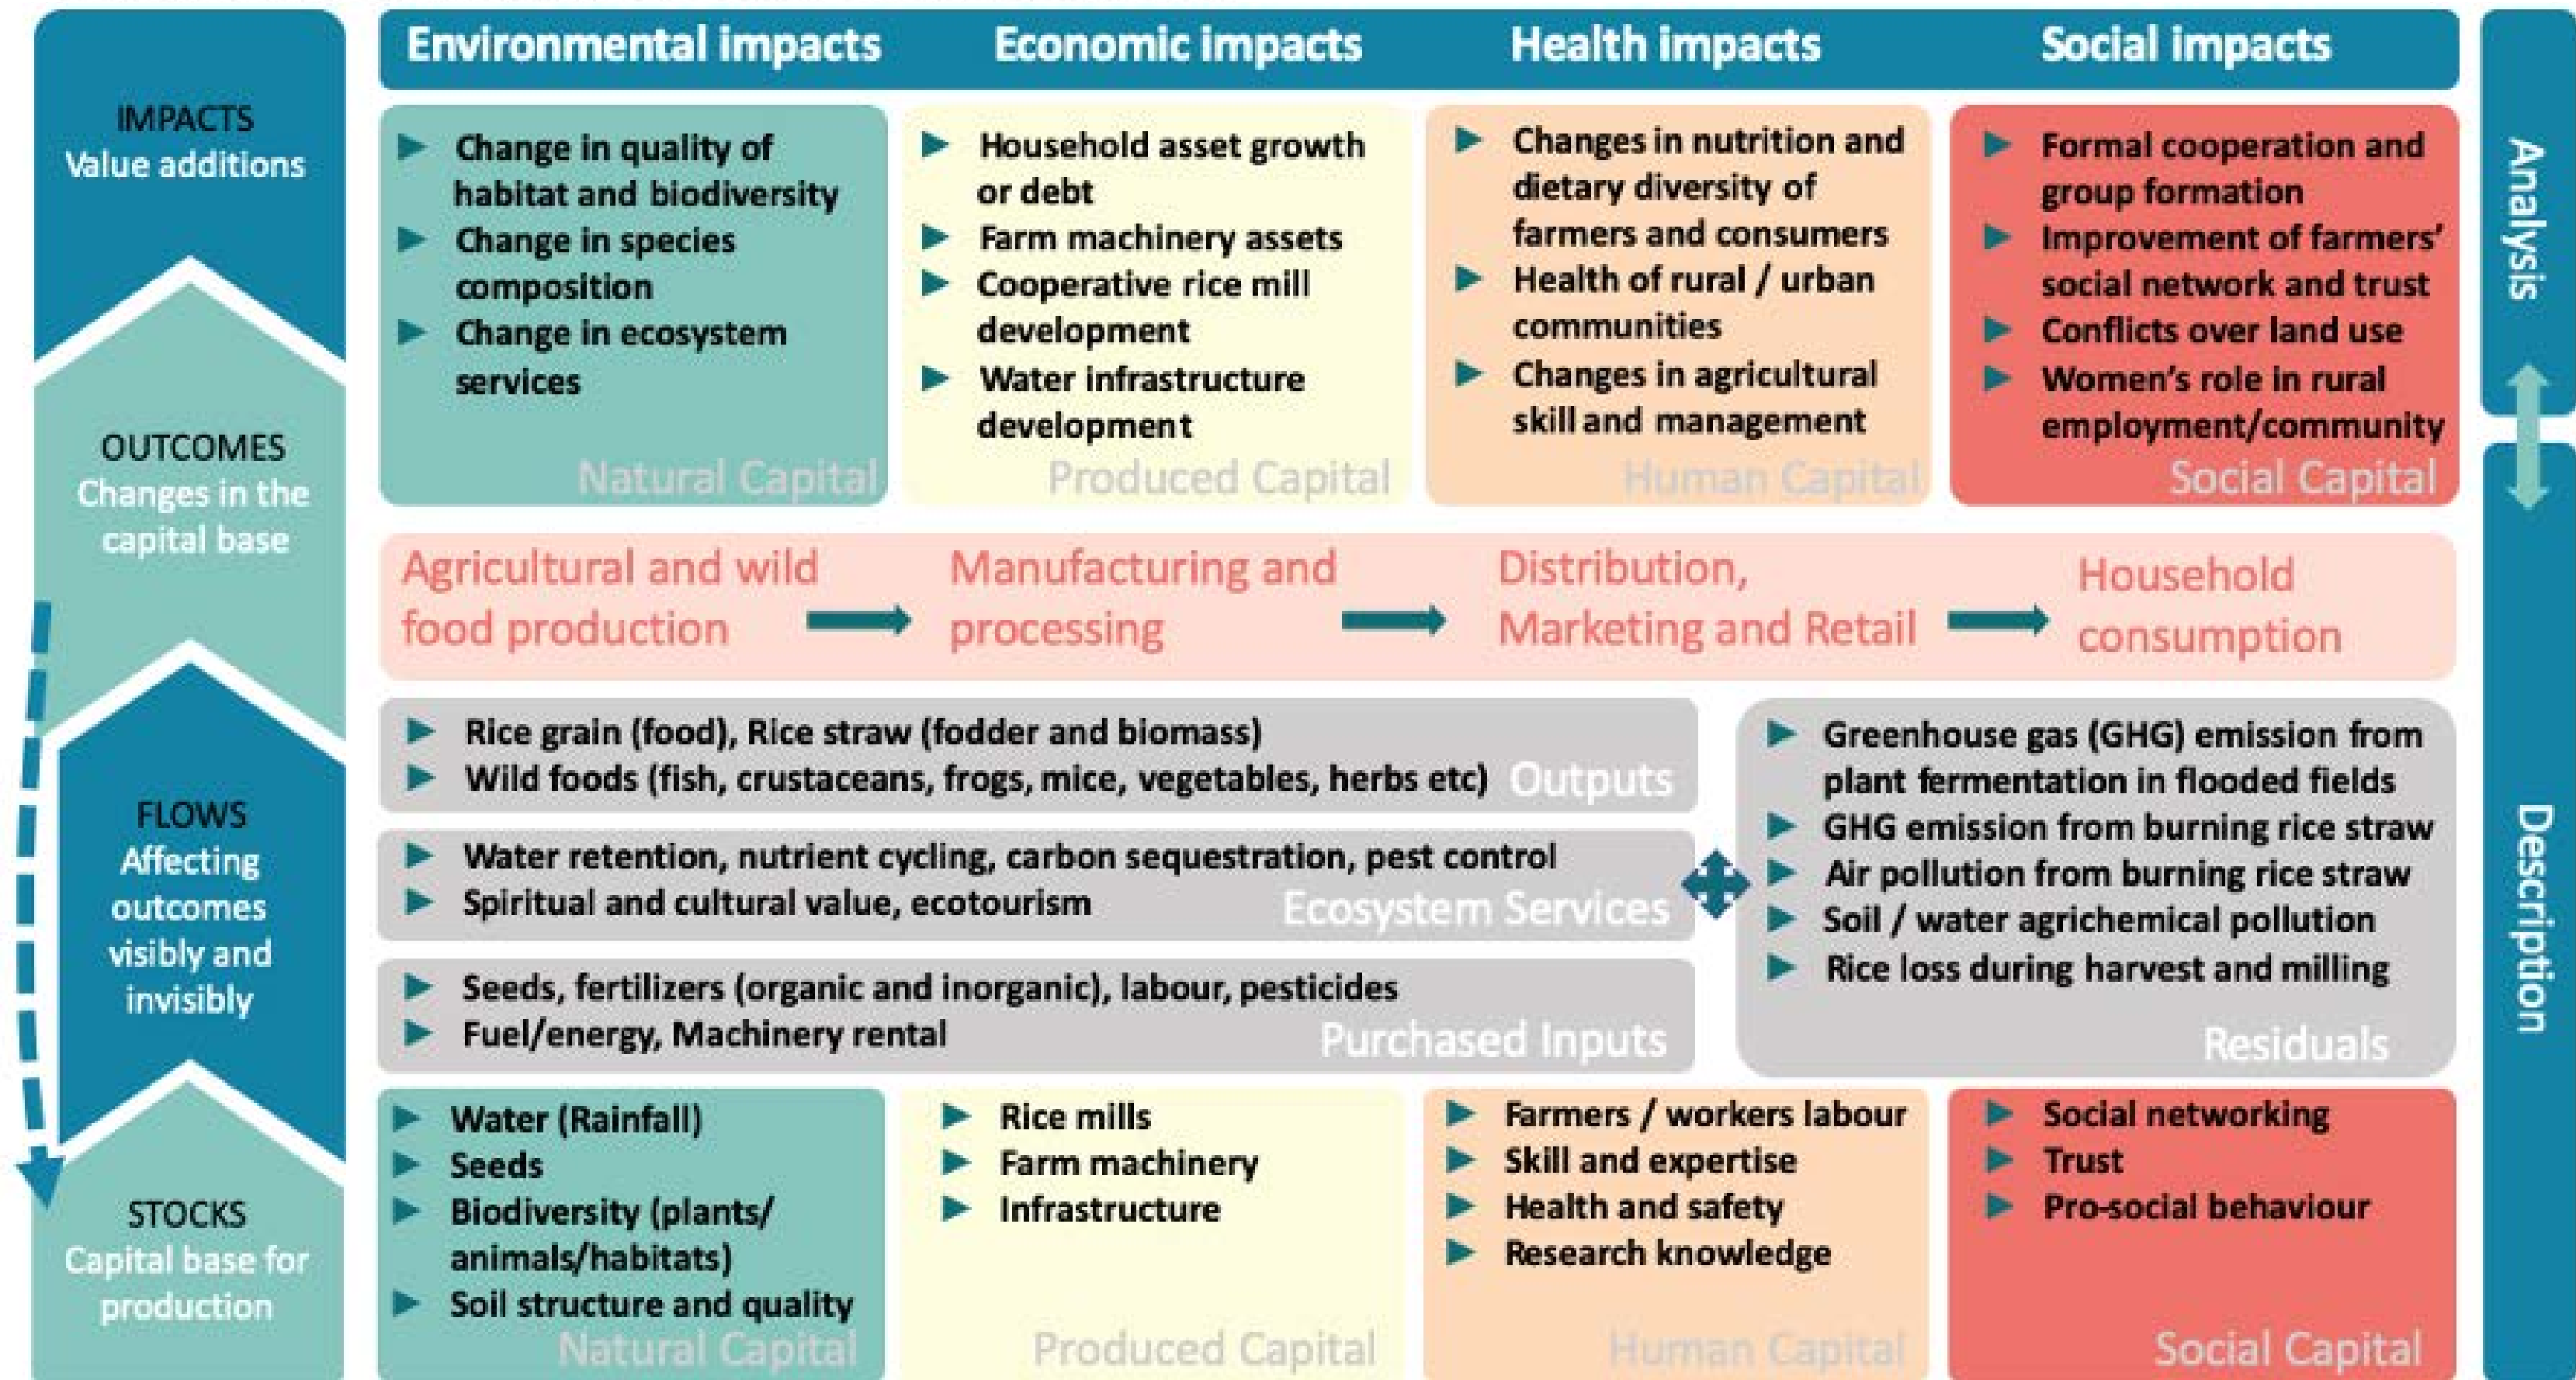 IMPACTS
Value additions
OUTCOMES
Changes in the
capital base
FLOWS
Affecting
outcomes
visibly and
invisibly
STOCKS
Capital base for
production
Environmental impacts
Economic impacts
Health impacts
Social impacts
Change in quality of
habitat and biodiversity
Change in species
composition
Change in ecosystem
services
Natural Capital
Household asset growth
or debt
Farm machinery assets
Cooperative rice mill
development
Water infrastructure
development
Produced Capital
Changes in nutrition and
dietary diversity of
farmers and consumers
Health of rural / urban
communities
Changes in agricultural
skill and management
Human Capital
Formal cooperation and
group formation
Improvement of farmers’
social network and trust
Conflicts over land use
Women’s role in rural
employment/community
Social Capital
Agricultural and wild
food production
Manufacturing and
processing
Distribution,
Marketing and Retail
Household
consumption
Rice grain (food), Rice straw (fodder and biomass)
Wild foods (fish, crustaceans, frogs, mice, vegetables, herbs etc)
Outputs
Water retention, nutrient cycling, carbon sequestration, pest control
Spiritual and cultural value, ecotourism
Ecosystem Services
Seeds, fertilizers (organic and inorganic), labour, pesticides
Fuel/energy, Machinery rental
Purchased Inputs
Greenhouse gas (GHG) emission from
plant fermentation in flooded fields
GHG emission from burning rice straw
Air pollution from burning rice straw
Soil / water agrichemical pollution
Rice loss during harvest and milling
Residuals
Water (Rainfall)
Seeds
Biodiversity (plants/
animals/habitats)
Soil structure and quality
Natural Capital
Rice mills
Farm machinery
Infrastructure
Produced Capital
Farmers / workers labour
Skill and expertise
Health and safety
Research knowledge
Human Capital
Social networking
Trust
Pro-social behaviour
Social Capital
Analysis
Description